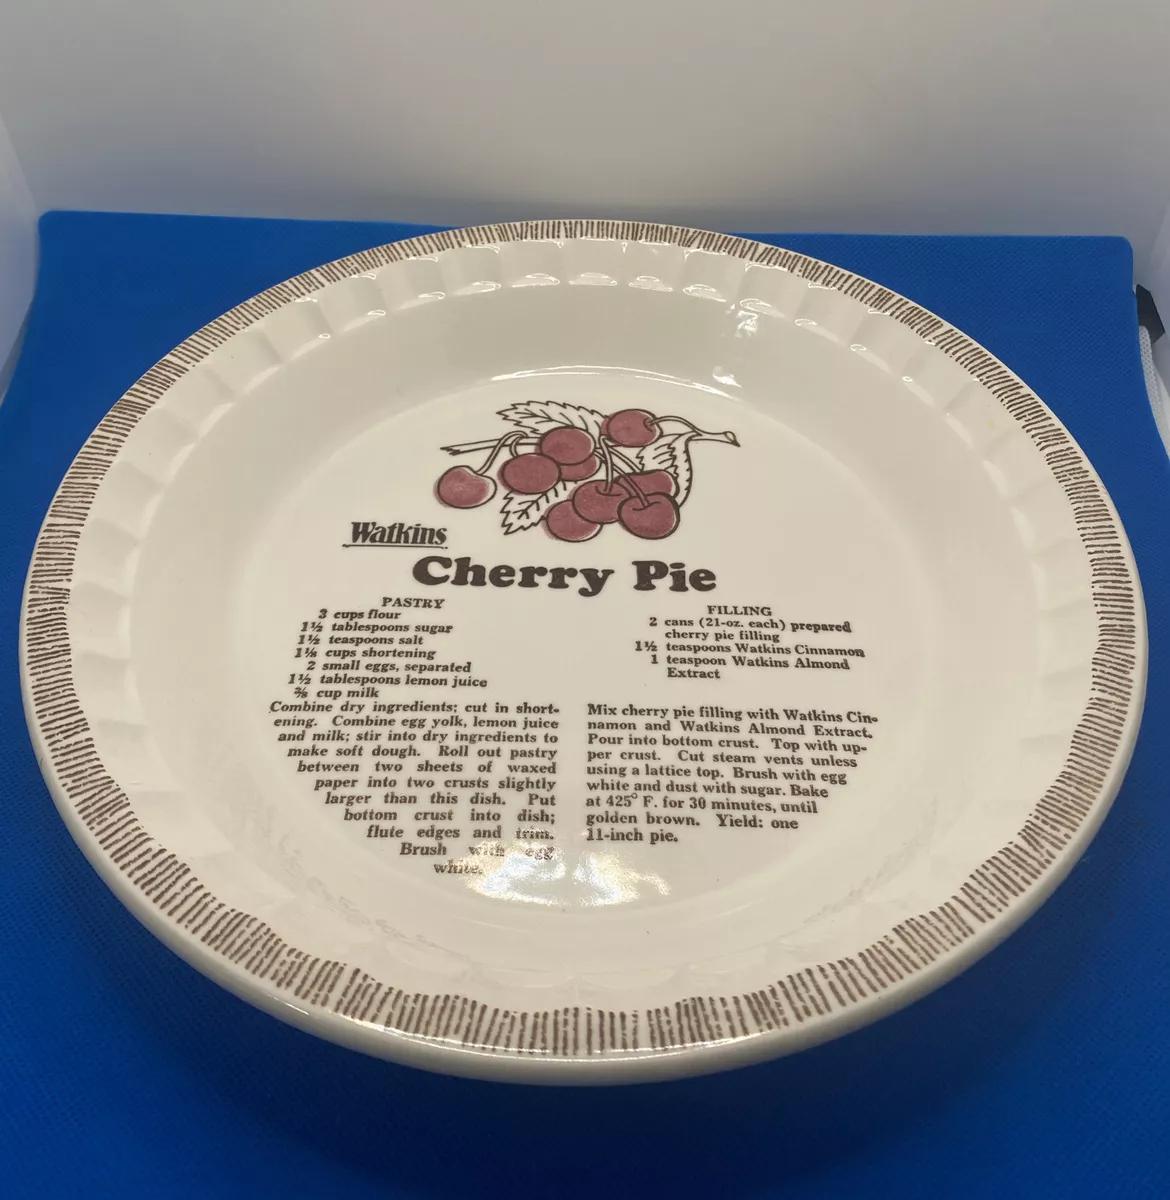 Watkins
Cherry Pie
PASTRY
3 cups flour
1½ tablespoons sugar
1½ teaspoons salt
1⅛ cups shortening
2 small eggs, separated
1½ tablespoons lemon juice
⅜ cup milk
Combine dry ingredients; cut in short-
ening. Combine egg yolk, lemon juice
and milk; stir into dry ingredients to
make soft dough. Roll out pastry
between two sheets of waxed
paper into two crusts slightly
larger than this dish. Put
bottom crust into dish;
flute edges and trim.
Brush with egg
white.
FILLING
2 cans (21-oz. each) prepared
cherry pie filling
1½ teaspoons Watkins Cinnamon
1 teaspoon Watkins Almond
Extract
Mix cherry pie filling with Watkins Cin-
namon and Watkins Almond Extract.
Pour into bottom crust. Top with up-
per crust. Cut steam vents unless
using a lattice top. Brush with egg
white and dust with sugar. Bake
at 425° F. for 30 minutes, until
golden brown. Yield: one
11-inch pie.